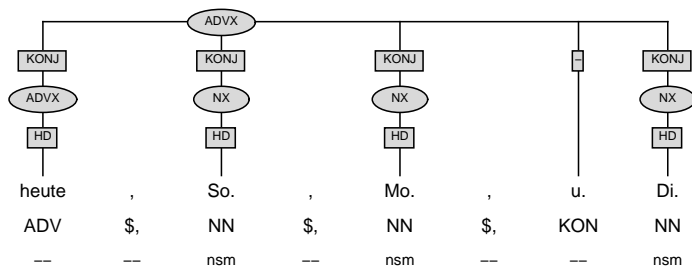 ADVX
KONJ KONJ KONJ – KONJ
ADVX NX NX NX
HD HD HD HD
heute , So. , Mo. , u. Di.
ADV $, NN $, NN $, KON NN
−− −− nsm −− nsm −− −− nsm